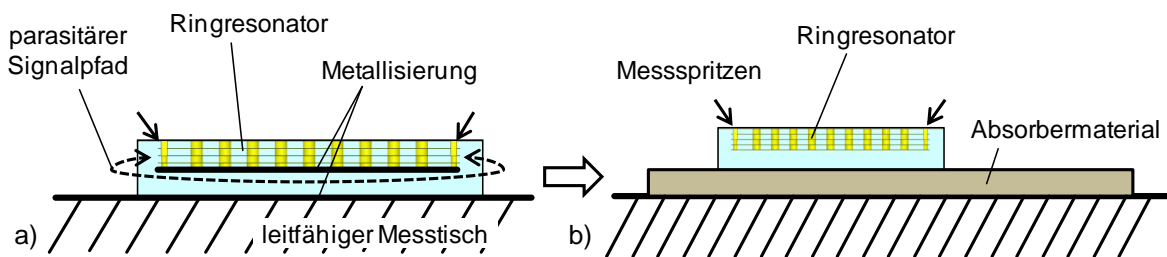 parasitärer
Signalpfad
Ringresonator
Metallisierung
a)
leitfähiger Messtisch
Ringresonator
Messspritzen
Absorbermaterial
b)